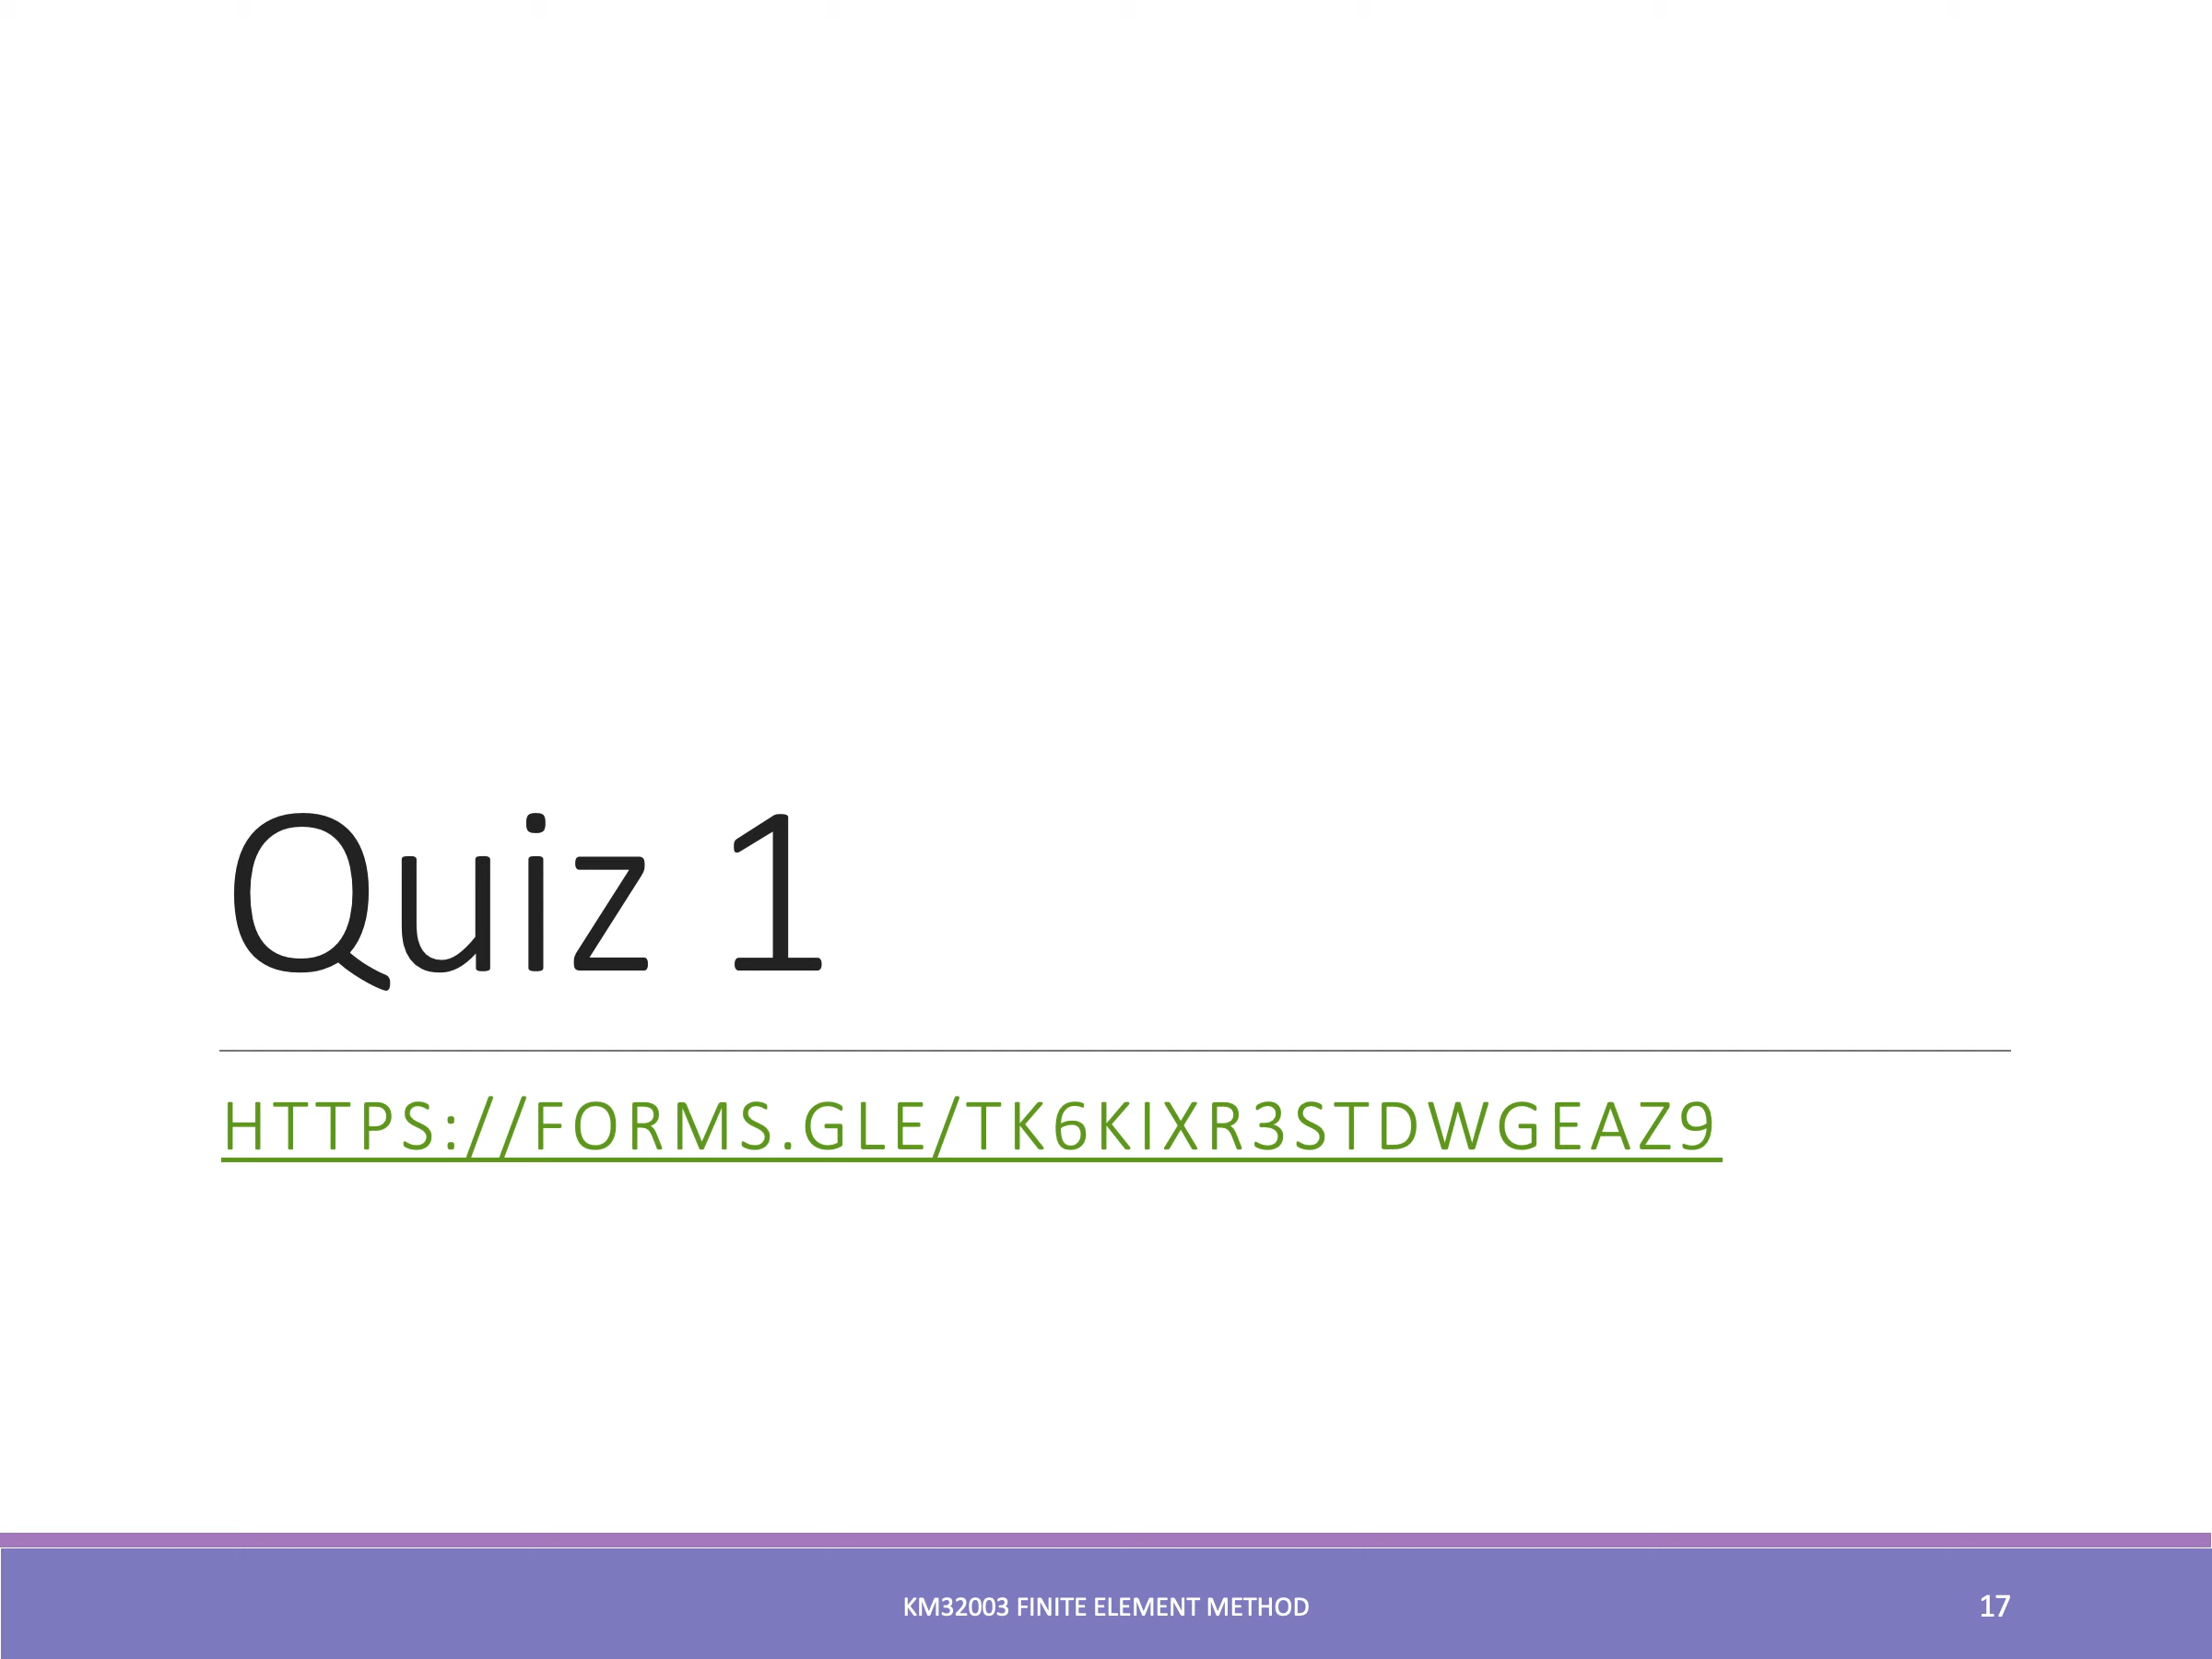 Quiz 1
HTTPS://FORMS.GLE/TK6KIXR3STDWGEAZ9
KM32003 FINITE ELEMENT METHOD
17